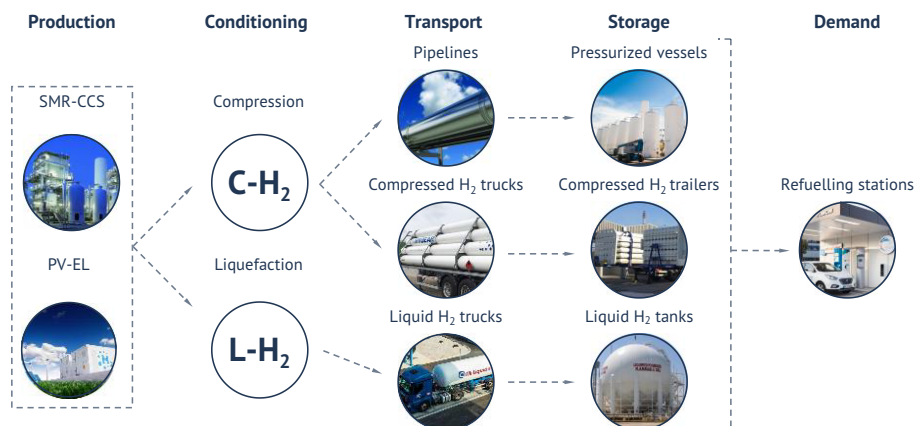 Production
Conditioning
Transport
Storage
Demand
Pipelines
Pressurized vessels
SMR-CCS
Compression
C-H₂
Compressed H₂ trucks
Compressed H₂ trailers
Refuelling stations
PV-EL
Liquefaction
L-H₂
Liquid H₂ trucks
Liquid H₂ tanks